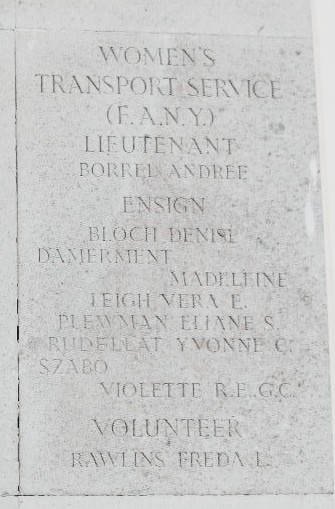 WOMEN'S
TRANSPORT SERVICE
(F.A.N.Y.)
LIEUTENANT
BORREL ANDREE
ENSIGN
BLOCH DENISE
DAMERMENT
MADELEINE
LEIGH VERA E.
PLEWMAN ELIANE S.
RUDELLAT YVONNE C.
SZABO
VIOLETTE R.E., G.C.
VOLUNTEER
RAWLINS FREDA L.